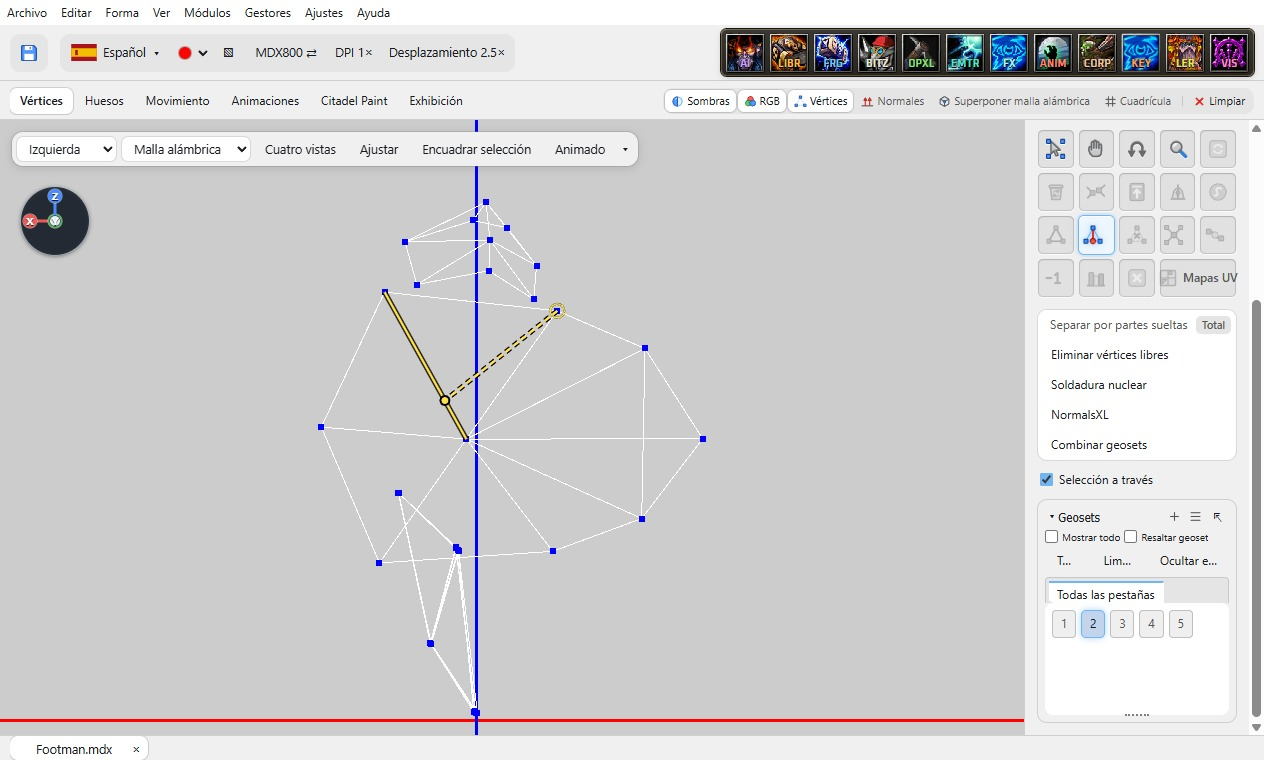 Archivo Editar Forma Ver Módulos Gestores Ajustes Ayuda
Español MDX800 ⇄ DPI 1× Desplazamiento 2.5×
AI LIBR FRG BITZ OPXL EMTR FX ANIM CORP KEY LER VIS
Vértices Huesos Movimiento Animaciones Citadel Paint Exhibición
Sombras RGB Vértices Normales Superponer malla alámbrica Cuadrícula Limpiar
Izquierda Malla alámbrica Cuatro vistas Ajustar Encuadrar selección Animado
Z
X Y
-1 Mapas UV
Separar por partes sueltas Total
Eliminar vértices libres
Soldadura nuclear
NormalsXL
Combinar geosets
Selección a través
Geosets
Mostrar todo Resaltar geoset
T... Lim... Ocultar e...
Todas las pestañas
1 2 3 4 5
Footman.mdx ×